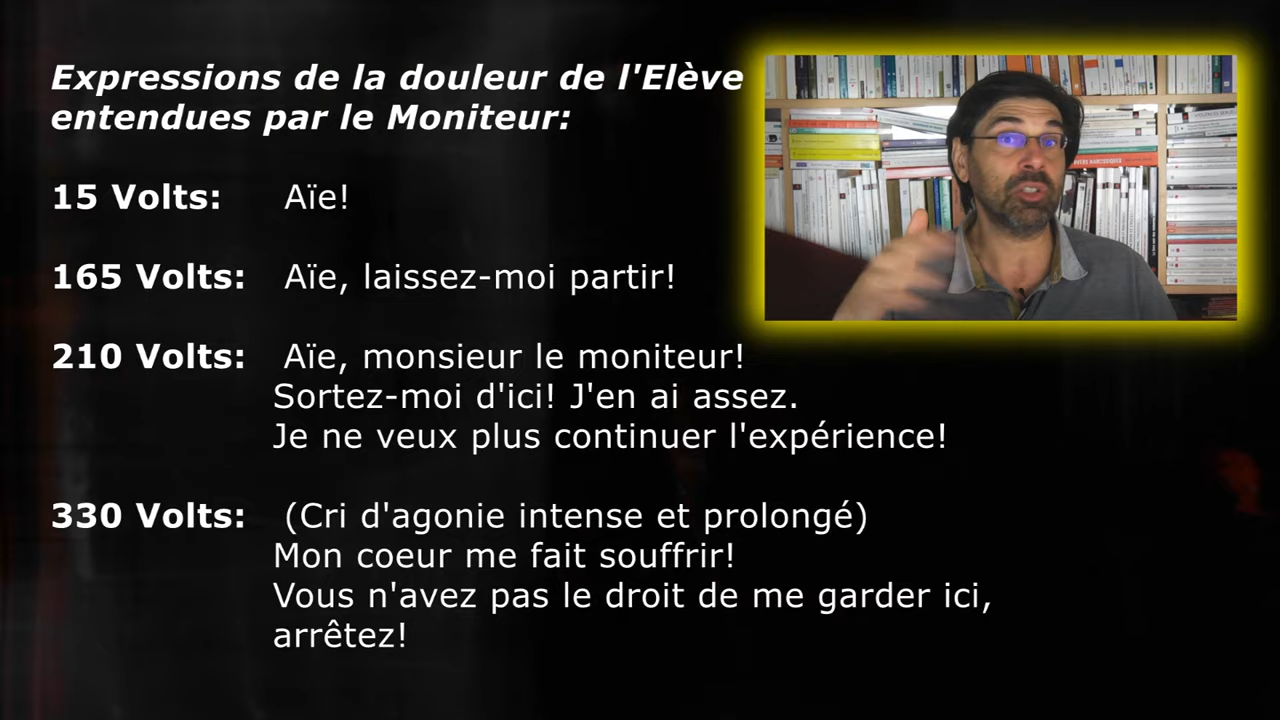 Expressions de la douleur de l'Elève
entendues par le Moniteur:
15 Volts: Aïe!
165 Volts: Aïe, laissez-moi partir!
210 Volts: Aïe, monsieur le moniteur!
Sortez-moi d'ici! J'en ai assez.
Je ne veux plus continuer l'expérience!
330 Volts: (Cri d'agonie intense et prolongé)
Mon coeur me fait souffrir!
Vous n'avez pas le droit de me garder ici,
arrêtez!